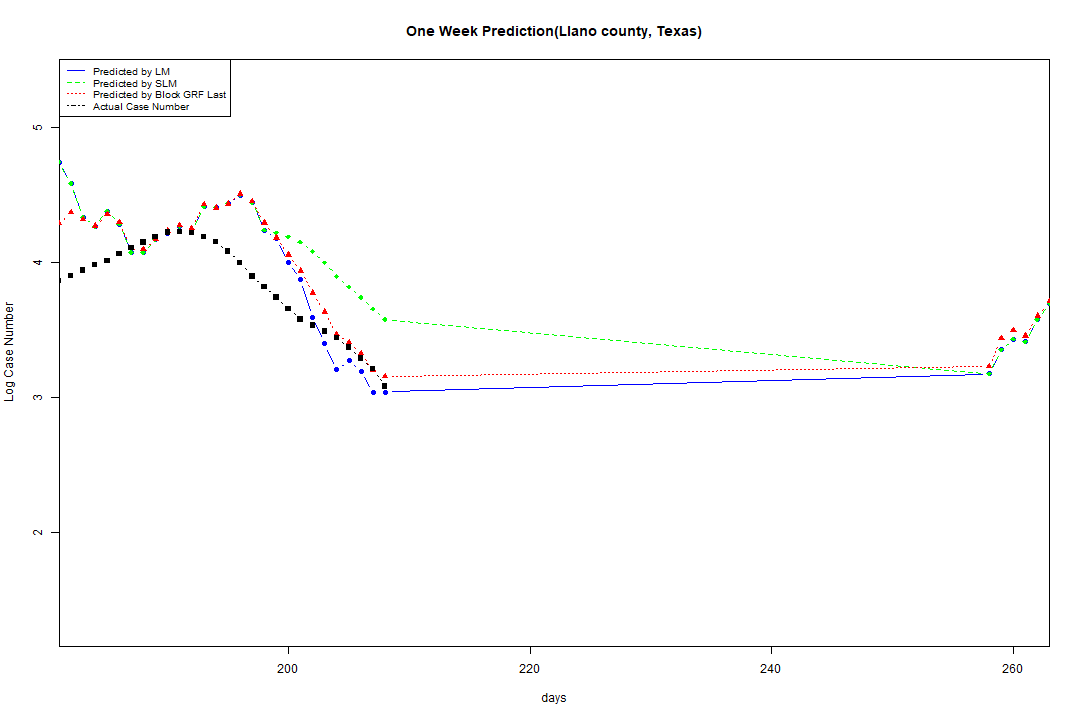 One Week Prediction(Llano county, Texas)
Predicted by LM
Predicted by SLM
Predicted by Block GRF Last
Actual Case Number
5
4
3
2
Log Case Number
200 220 240 260
days